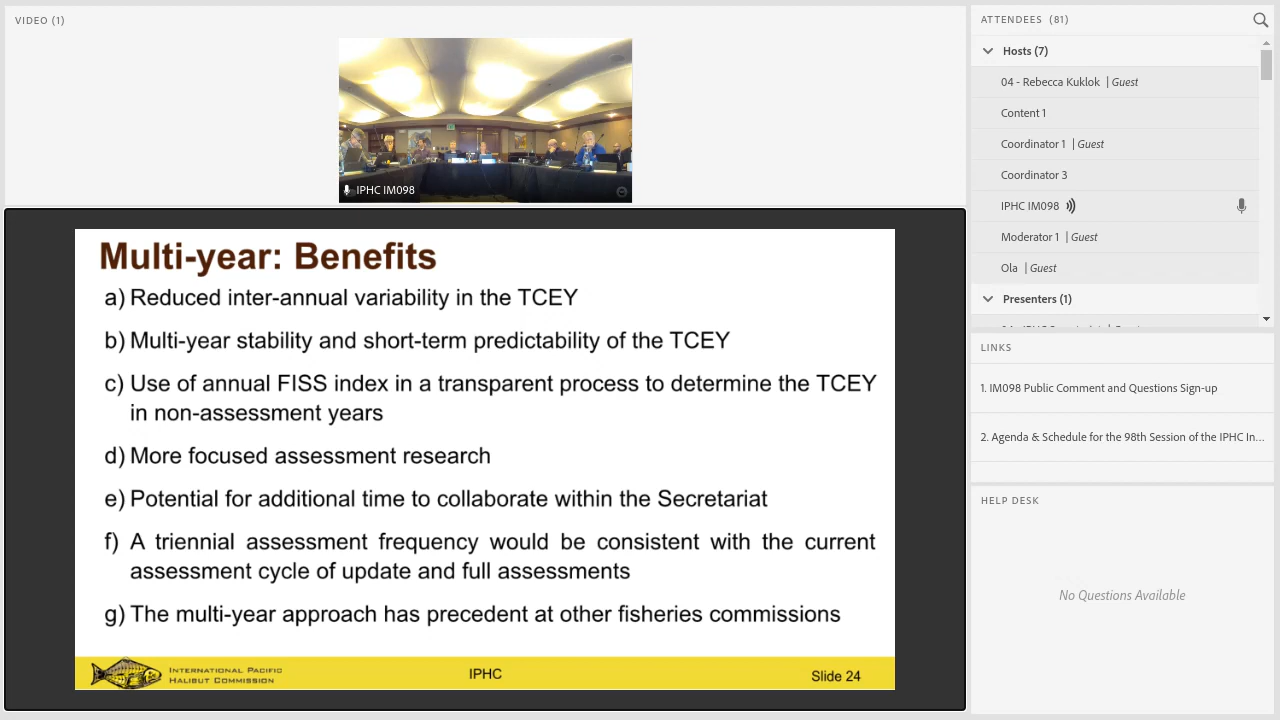 VIDEO (1)
IPHC IM098
Multi-year: Benefits
a) Reduced inter-annual variability in the TCEY
b) Multi-year stability and short-term predictability of the TCEY
c) Use of annual FISS index in a transparent process to determine the TCEY
in non-assessment years
d) More focused assessment research
e) Potential for additional time to collaborate within the Secretariat
f) A triennial assessment frequency would be consistent with the current
assessment cycle of update and full assessments
g) The multi-year approach has precedent at other fisheries commissions
INTERNATIONAL PACIFIC
HALIBUT COMMISSION
IPHC
Slide 24
ATTENDEES (81)
Hosts (7)
04 - Rebecca Kuklok | Guest
Content 1
Coordinator 1 | Guest
Coordinator 3
IPHC IM098
Moderator 1 | Guest
Ola | Guest
Presenters (1)
LINKS
1. IM098 Public Comment and Questions Sign-up
2. Agenda & Schedule for the 98th Session of the IPHC In...
HELP DESK
No Questions Available